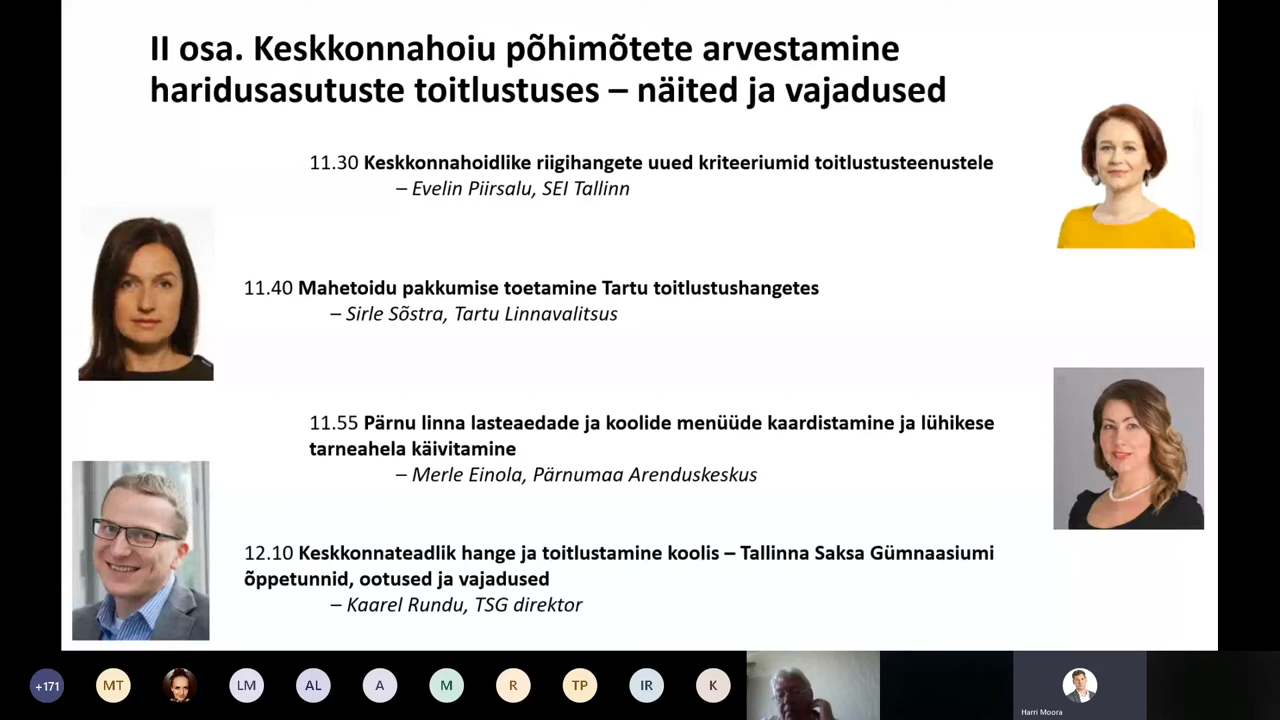 II osa. Keskkonnahoiu põhimõtete arvestamine
haridusasutuste toitlustuses – näited ja vajadused
11.30 Keskkonnahoidlike riigihangete uued kriteeriumid toitlustusteenustele
– Evelin Piirsalu, SEI Tallinn
11.40 Mahetoidu pakkumise toetamine Tartu toitlustushangetes
– Sirle Sõstra, Tartu Linnavalitsus
11.55 Pärnu linna lasteaedade ja koolide menüüde kaardistamine ja lühikese
tarneahela käivitamine
– Merle Einola, Pärnumaa Arenduskeskus
12.10 Keskkonnateadlik hange ja toitlustamine koolis – Tallinna Saksa Gümnaasiumi
õppetunnid, ootused ja vajadused
– Kaarel Rundu, TSG direktor
+171 MT LM AL A M R TP IR K
Harri Moora